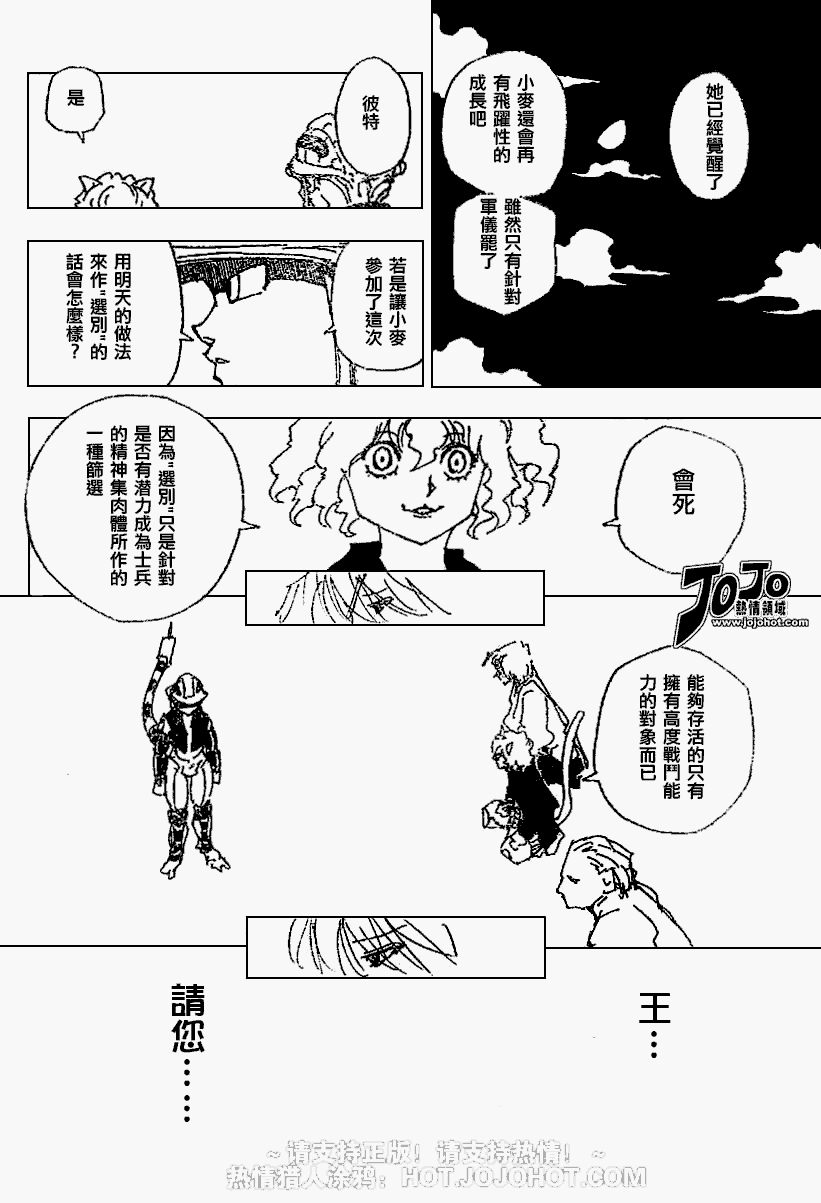 她已經覺醒了
小麥還會再
有飛躍性的
成長吧
雖然只有針對
軍儀罷了
彼特
是
若是讓小麥
參加了這次
用明天的做法
來作"選別"的
話會怎麼樣？
會死
因為"選別"只是針對
是否有潛力成為士兵
的精神集肉體所作的
一種篩選
能夠存活的只有
擁有高度戰鬥能
力的對象而已
王…
請您……
JOJO
熱情領域
www.jojohot.com
~ 请支持正版！请支持热情！ ~
热情猎人涂鸦：HOT.JOJOHOT.COM